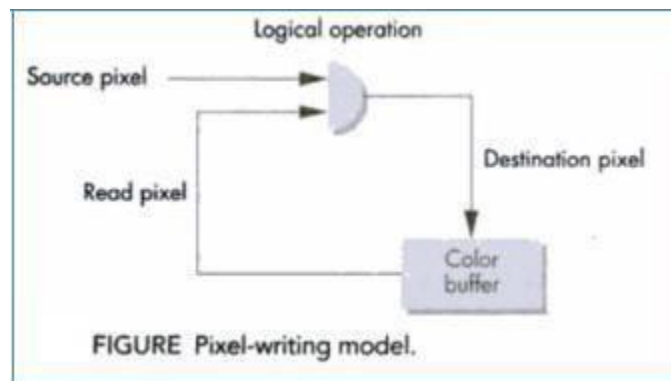 Logical operation
Source pixel
Destination pixel
Read pixel
Color
buffer
FIGURE Pixel-writing model.